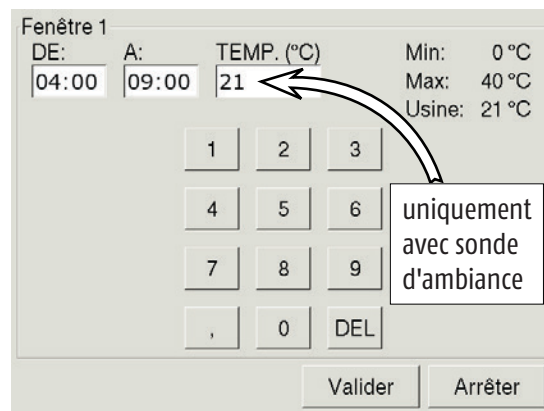 Fenêtre 1
DE: A: TEMP. (°C) Min: 0 °C
04:00 09:00 21 Max: 40 °C
Usine: 21 °C
1 2 3
4 5 6
7 8 9
, 0 DEL
uniquement
avec sonde
d'ambiance
Valider Arrêter